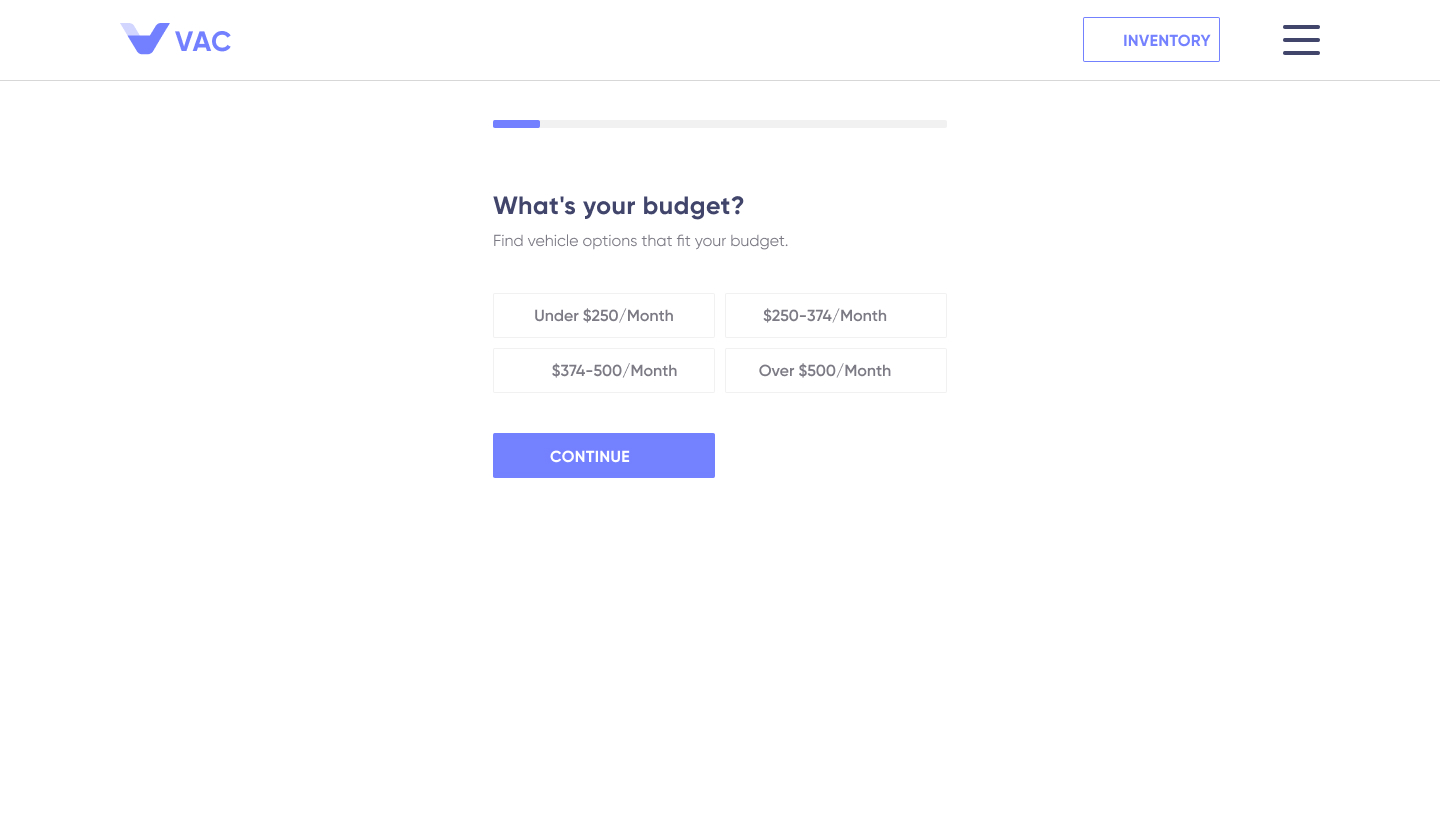 VAC
INVENTORY
What's your budget?
Find vehicle options that fit your budget.
Under $250/Month
$250-374/Month
$374-500/Month
Over $500/Month
CONTINUE